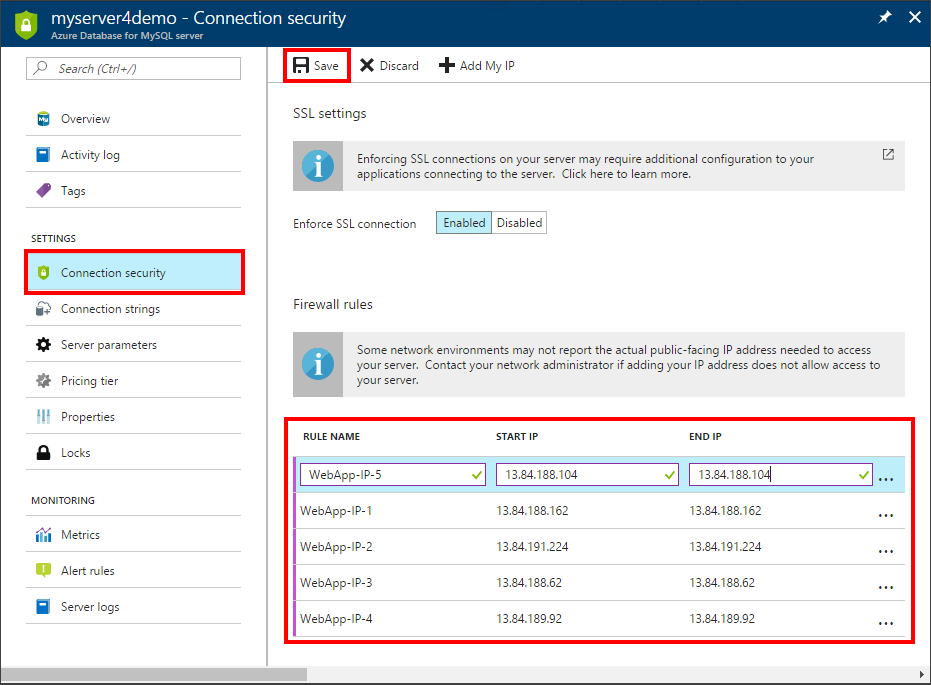 myserver4demo - Connection security
Azure Database for MySQL server
Search (Ctrl+/)
Overview
Activity log
Tags
SETTINGS
Connection security
Connection strings
Server parameters
Pricing tier
Properties
Locks
MONITORING
Metrics
Alert rules
Server logs
Save Discard Add My IP
SSL settings
Enforcing SSL connections on your server may require additional configuration to your
applications connecting to the server. Click here to learn more.
Enforce SSL connection Enabled Disabled
Firewall rules
Some network environments may not report the actual public-facing IP address needed to access
your server. Contact your network administrator if adding your IP address does not allow access to
your server.
RULE NAME START IP END IP
WebApp-IP-5 13.84.188.104 13.84.188.104 ...
WebApp-IP-1 13.84.188.162 13.84.188.162 ...
WebApp-IP-2 13.84.191.224 13.84.191.224 ...
WebApp-IP-3 13.84.188.62 13.84.188.62 ...
WebApp-IP-4 13.84.189.92 13.84.189.92 ...